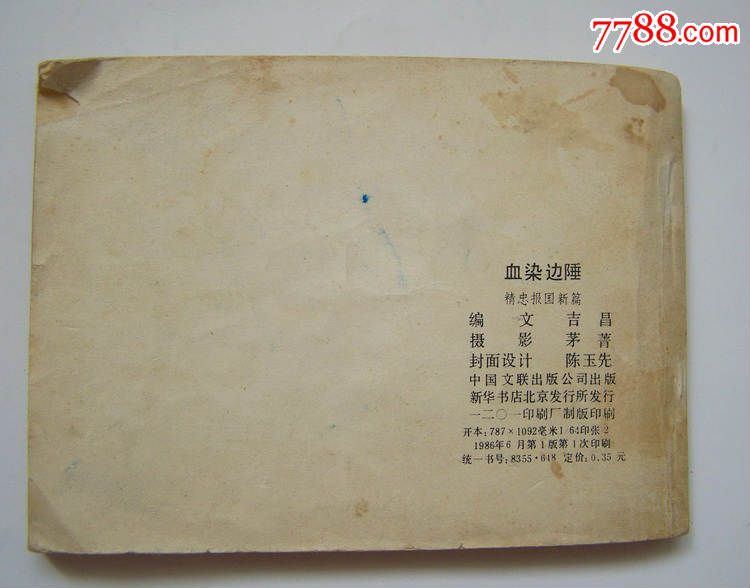 7788.com
血染边陲
精忠报国新篇
编 文 吉 昌
摄 影 茅 菁
封面设计 陈玉先
中国文联出版公司出版
新华书店北京发行所发行
一二〇一印刷厂制版印刷
开本:787×1092毫米1 64印张2
1986年6月第1版第1次印刷
统一书号:8355·648 定价:0.35元